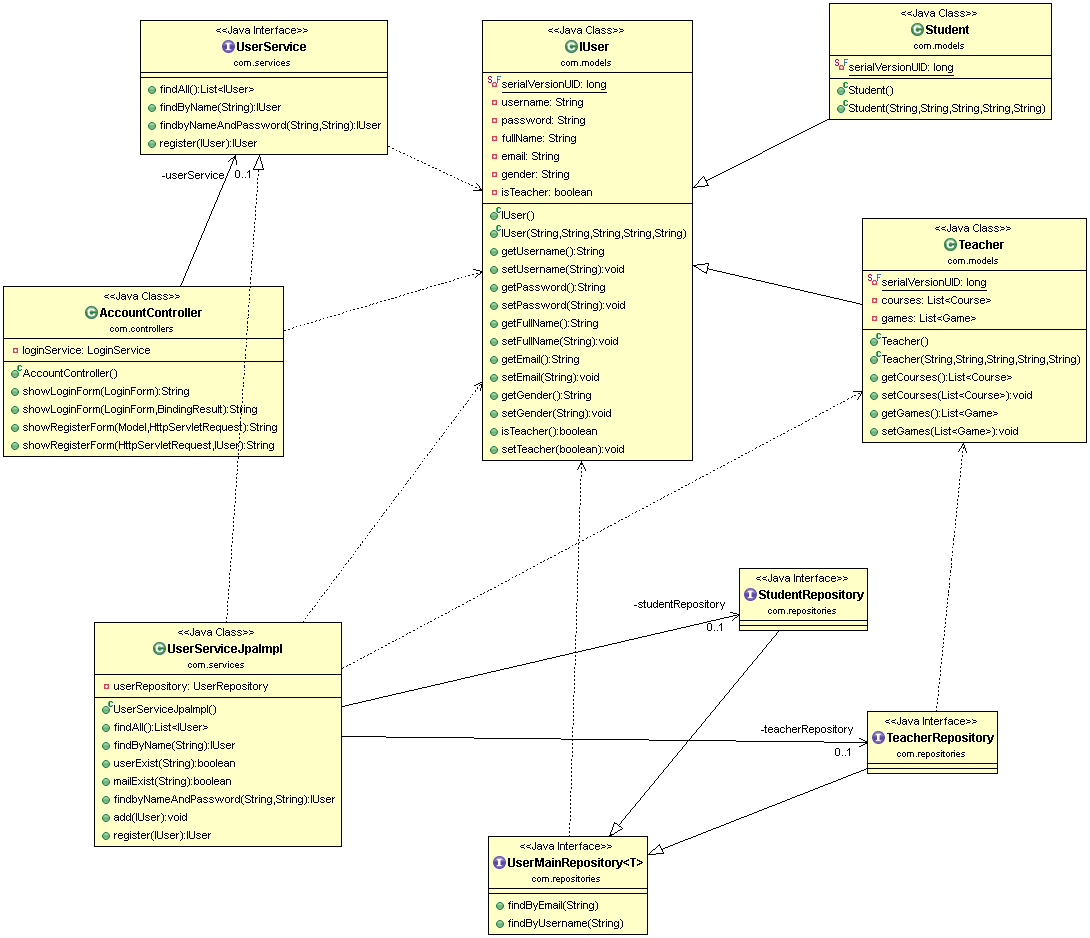 <<Java Interface>>
UserService
com.services
findAll():List<IUser>
findByName(String):IUser
findbyNameAndPassword(String,String):IUser
register(IUser):IUser
<<Java Class>>
IUser
com.models
serialVersionUID: long
username: String
password: String
fullName: String
email: String
gender: String
isTeacher: boolean
IUser()
IUser(String,String,String,String,String)
getUsername():String
setUsername(String):void
getPassword():String
setPassword(String):void
getFullName():String
setFullName(String):void
getEmail():String
setEmail(String):void
getGender():String
setGender(String):void
isTeacher():boolean
setTeacher(boolean):void
<<Java Class>>
Student
com.models
serialVersionUID: long
Student()
Student(String,String,String,String,String)
-userService
0..1
<<Java Class>>
Teacher
com.models
serialVersionUID: long
courses: List<Course>
games: List<Game>
Teacher()
Teacher(String,String,String,String,String)
getCourses():List<Course>
setCourses(List<Course>):void
getGames():List<Game>
setGames(List<Game>):void
<<Java Class>>
AccountController
com.controllers
loginService: LoginService
AccountController()
showLoginForm(LoginForm):String
showLoginForm(LoginForm,BindingResult):String
showRegisterForm(Model,HttpServletRequest):String
showRegisterForm(HttpServletRequest,IUser):String
<<Java Interface>>
StudentRepository
com.repositories
-studentRepository
0..1
<<Java Class>>
UserServiceJpaImpl
com.services
userRepository: UserRepository
UserServiceJpaImpl()
findAll():List<IUser>
findByName(String):IUser
userExist(String):boolean
mailExist(String):boolean
findbyNameAndPassword(String,String):IUser
add(IUser):void
register(IUser):IUser
-teacherRepository
0..1
<<Java Interface>>
TeacherRepository
com.repositories
<<Java Interface>>
UserMainRepository<T>
com.repositories
findByEmail(String)
findByUsername(String)